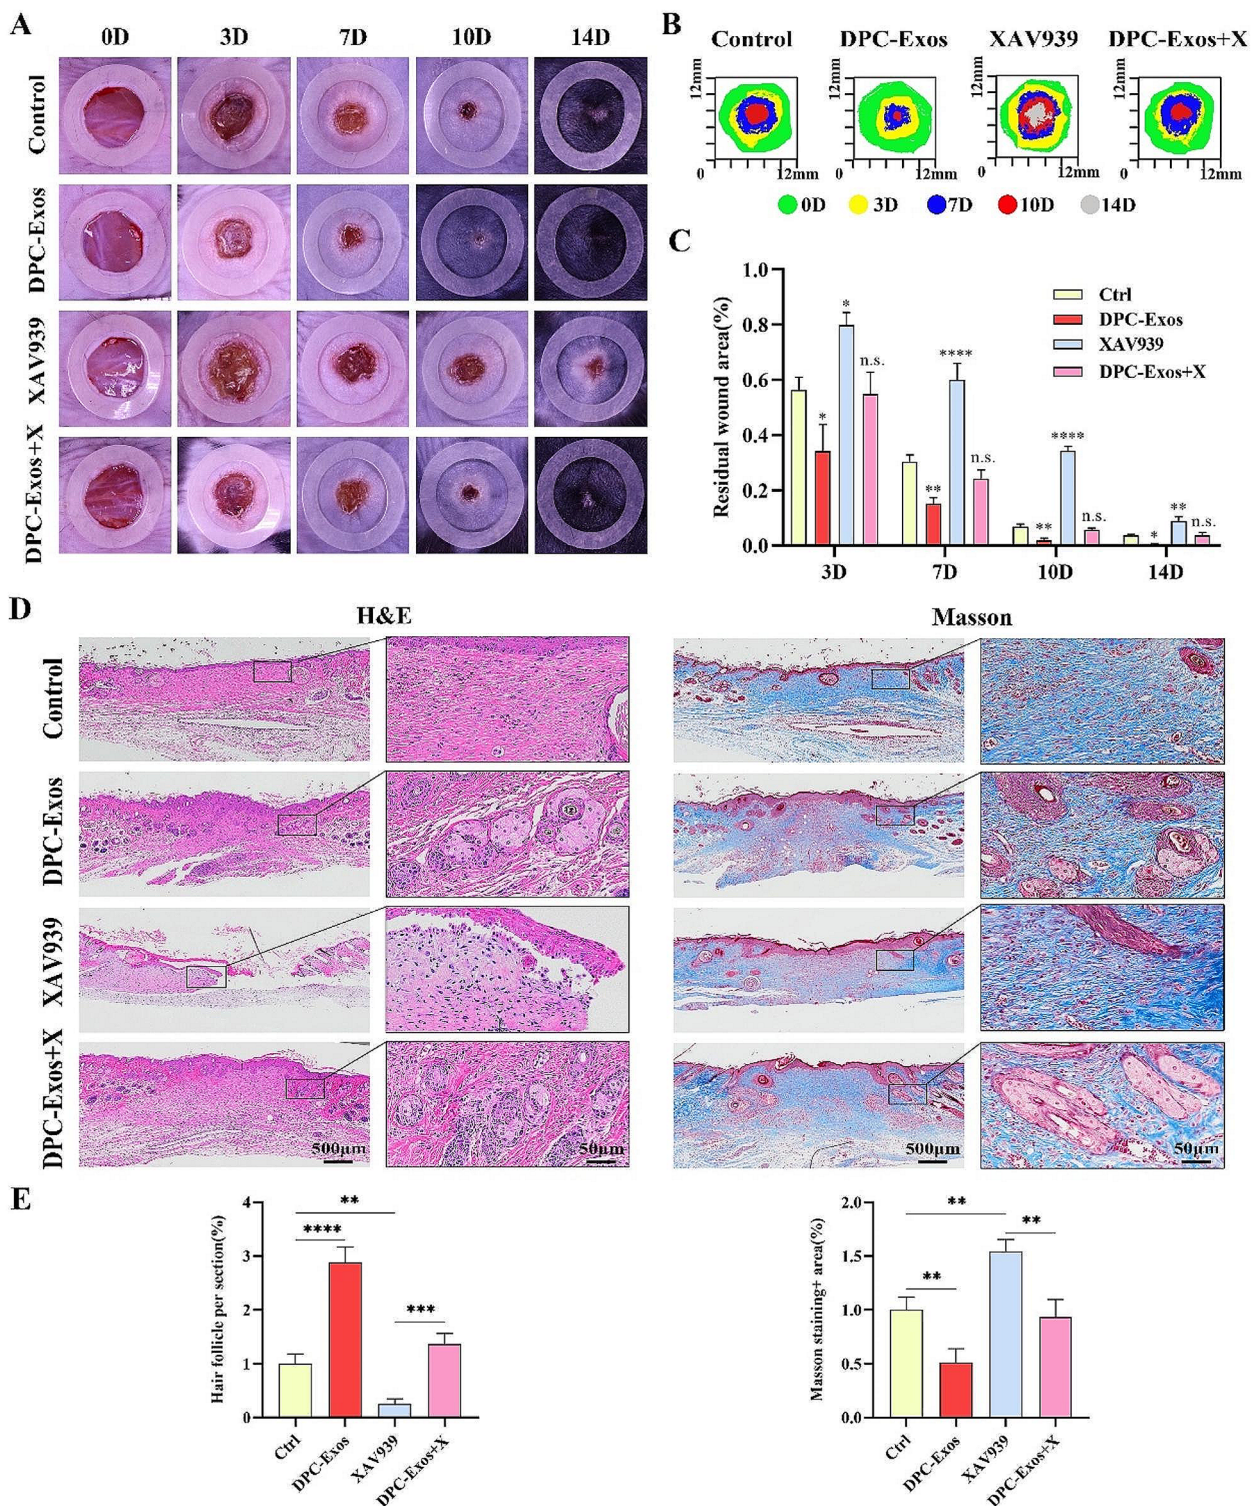 A
0D 3D 7D 10D 14D
Control
DPC-Exos
XAV939
DPC-Exos+X
B
Control DPC-Exos XAV939 DPC-Exos+X
12mm 12mm 12mm 12mm
0 12mm 0 12mm 0 12mm 0 12mm
0D 3D 7D 10D 14D
C
Residual wound area(%)
1.0
0.8
0.6
0.4
0.2
0.0
* * n.s.
** **** n.s.
** **** n.s.
* ** n.s.
3D 7D 10D 14D
Ctrl
DPC-Exos
XAV939
DPC-Exos+X
D
H&E Masson
Control
DPC-Exos
XAV939
DPC-Exos+X
500μm 50μm 500μm 50μm
E
Hair follicle per section(%)
4
3
2
1
0
**
****
***
Ctrl DPC-Exos XAV939 DPC-Exos+X
Masson staining+ area(%)
2.0
1.5
1.0
0.5
0.0
**
**
**
Ctrl DPC-Exos XAV939 DPC-Exos+X